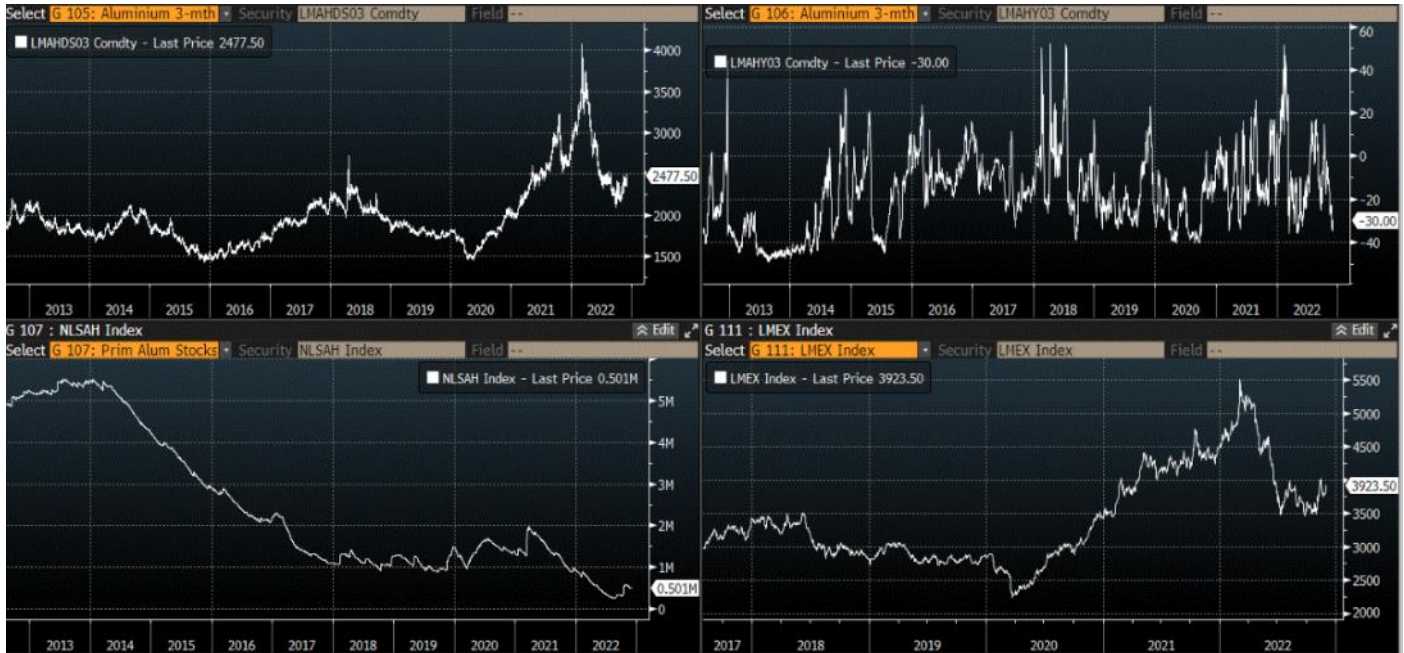 Select G 105: Aluminium 3-mth Security LMAHDS03 Comdty Field --
LMAHDS03 Comdty - Last Price 2477.50
4000
3500
3000
2500
2477.50
2000
1500
2013 2014 2015 2016 2017 2018 2019 2020 2021 2022
Select G 106: Aluminium 3-mth Security LMAHY03 Comdty Field --
LMAHY03 Comdty - Last Price -30.00
60
40
20
0
-20
-30.00
-40
2013 2014 2015 2016 2017 2018 2019 2020 2021 2022
G 107 : NLSAH Index Edit
Select G 107: Prim Alum Stocks Security NLSAH Index Field --
NLSAH Index - Last Price 0.501M
5M
4M
3M
2M
1M
0.501M
0
2013 2014 2015 2016 2017 2018 2019 2020 2021 2022
G 111 : LMEX Index Edit
Select G 111: LMEX Index Security LMEX Index Field --
LMEX Index - Last Price 3923.50
5500
5000
4500
3923.50
3500
3000
2500
2000
2017 2018 2019 2020 2021 2022